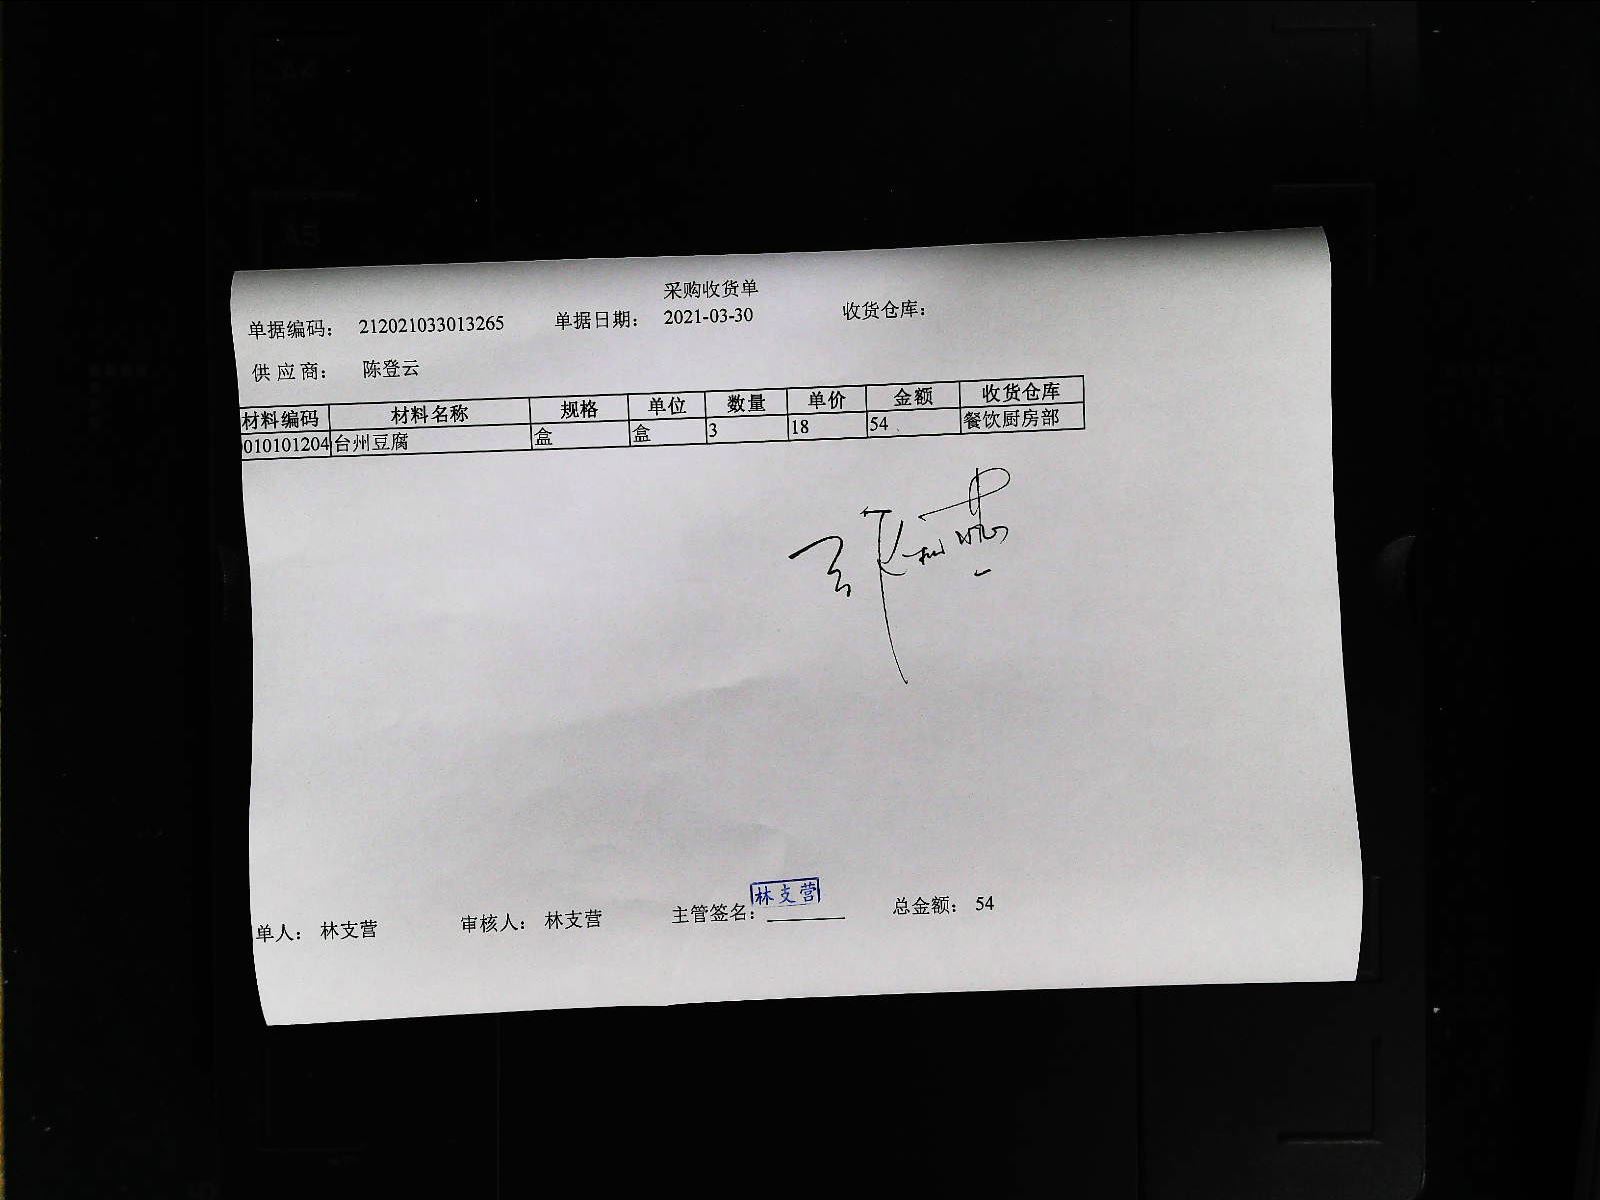 采购收货单
单据编码： 212021033013265 单据日期： 2021-03-30 收货仓库：
供应商： 陈登云
材料编码 材料名称 规格 单位 数量 单价 金额 收货仓库
010101204 台州豆腐 盒 盒 3 18 54 餐饮厨房部
林支营
单人： 林支营 审核人： 林支营 主管签名： 总金额： 54